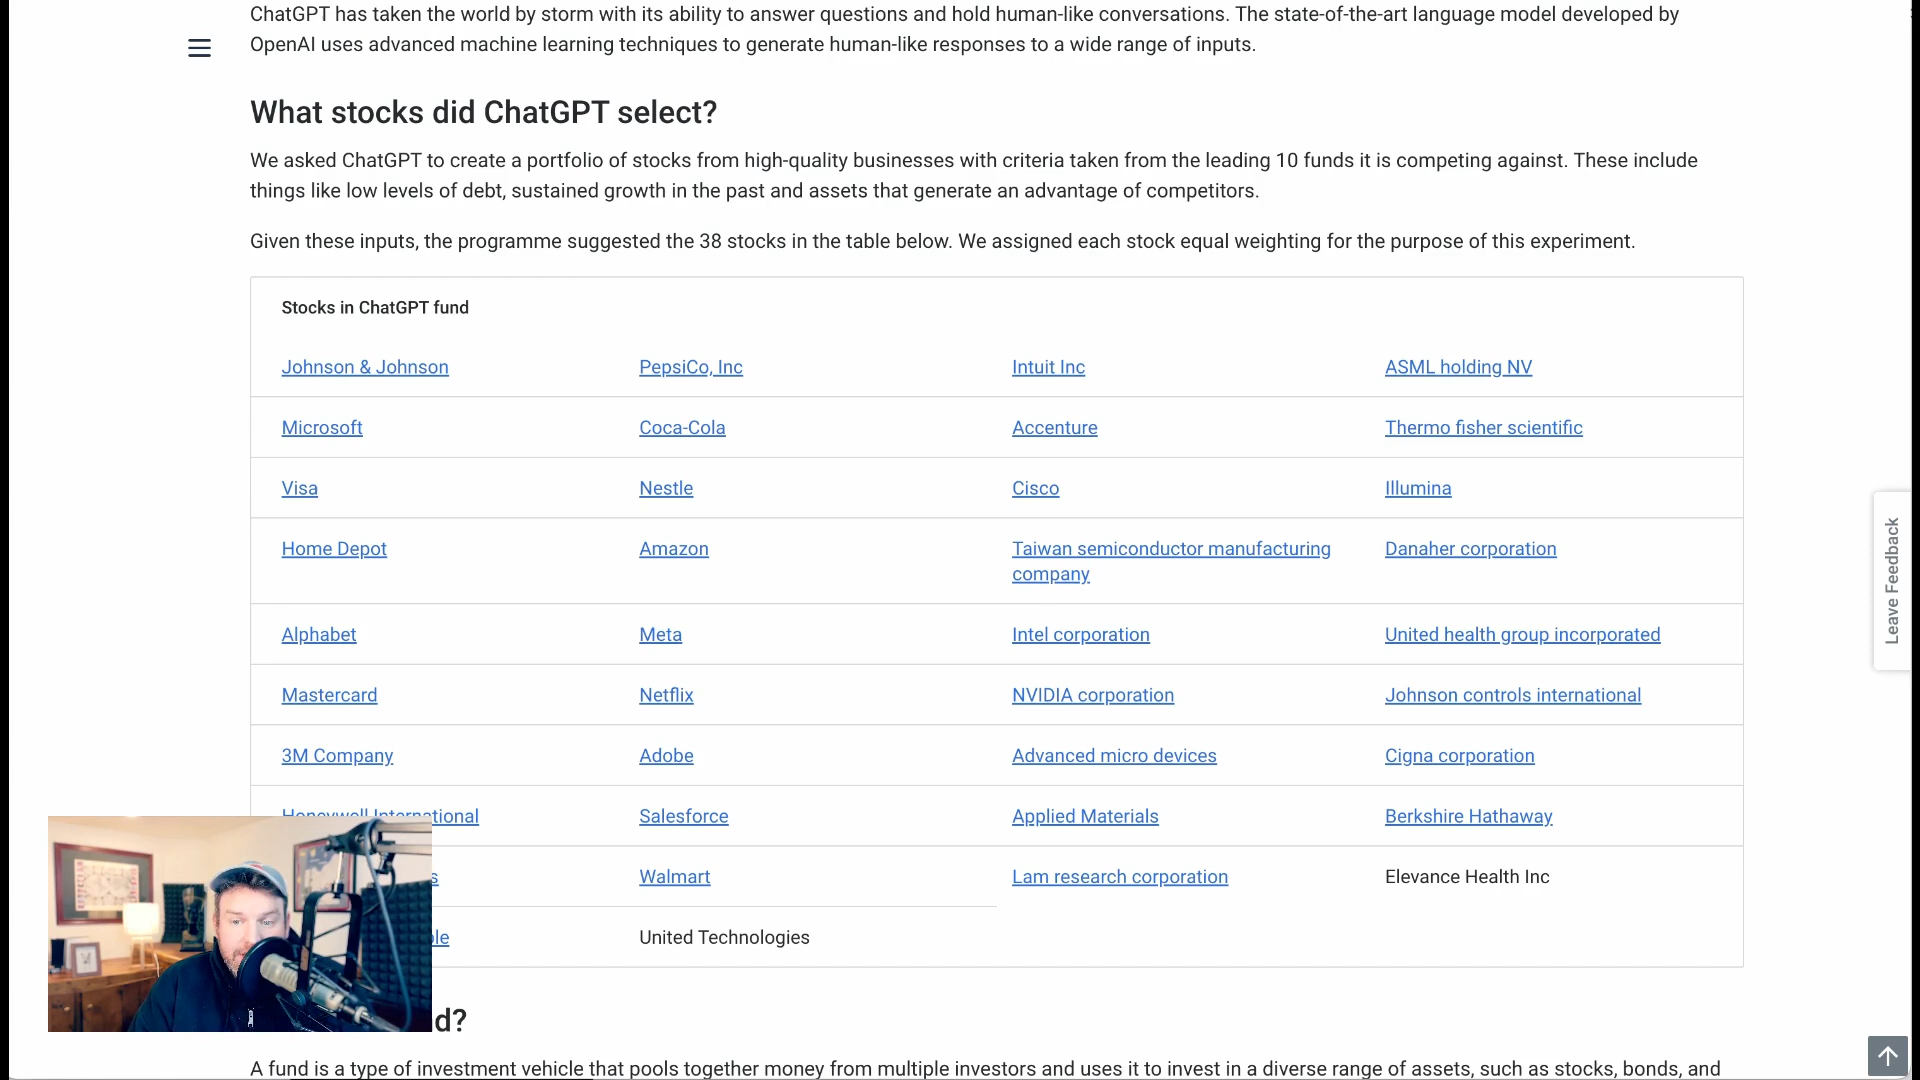 ChatGPT has taken the world by storm with its ability to answer questions and hold human-like conversations. The state-of-the-art language model developed by
OpenAI uses advanced machine learning techniques to generate human-like responses to a wide range of inputs.
What stocks did ChatGPT select?
We asked ChatGPT to create a portfolio of stocks from high-quality businesses with criteria taken from the leading 10 funds it is competing against. These include
things like low levels of debt, sustained growth in the past and assets that generate an advantage of competitors.
Given these inputs, the programme suggested the 38 stocks in the table below. We assigned each stock equal weighting for the purpose of this experiment.
Stocks in ChatGPT fund
Johnson & Johnson PepsiCo, Inc Intuit Inc ASML holding NV
Microsoft Coca-Cola Accenture Thermo fisher scientific
Visa Nestle Cisco Illumina
Home Depot Amazon Taiwan semiconductor manufacturing company Danaher corporation
Alphabet Meta Intel corporation United health group incorporated
Mastercard Netflix NVIDIA corporation Johnson controls international
3M Company Adobe Advanced micro devices Cigna corporation
Honeywell International Salesforce Applied Materials Berkshire Hathaway
s Walmart Lam research corporation Elevance Health Inc
le United Technologies
d?
A fund is a type of investment vehicle that pools together money from multiple investors and uses it to invest in a diverse range of assets, such as stocks, bonds, and
Leave Feedback